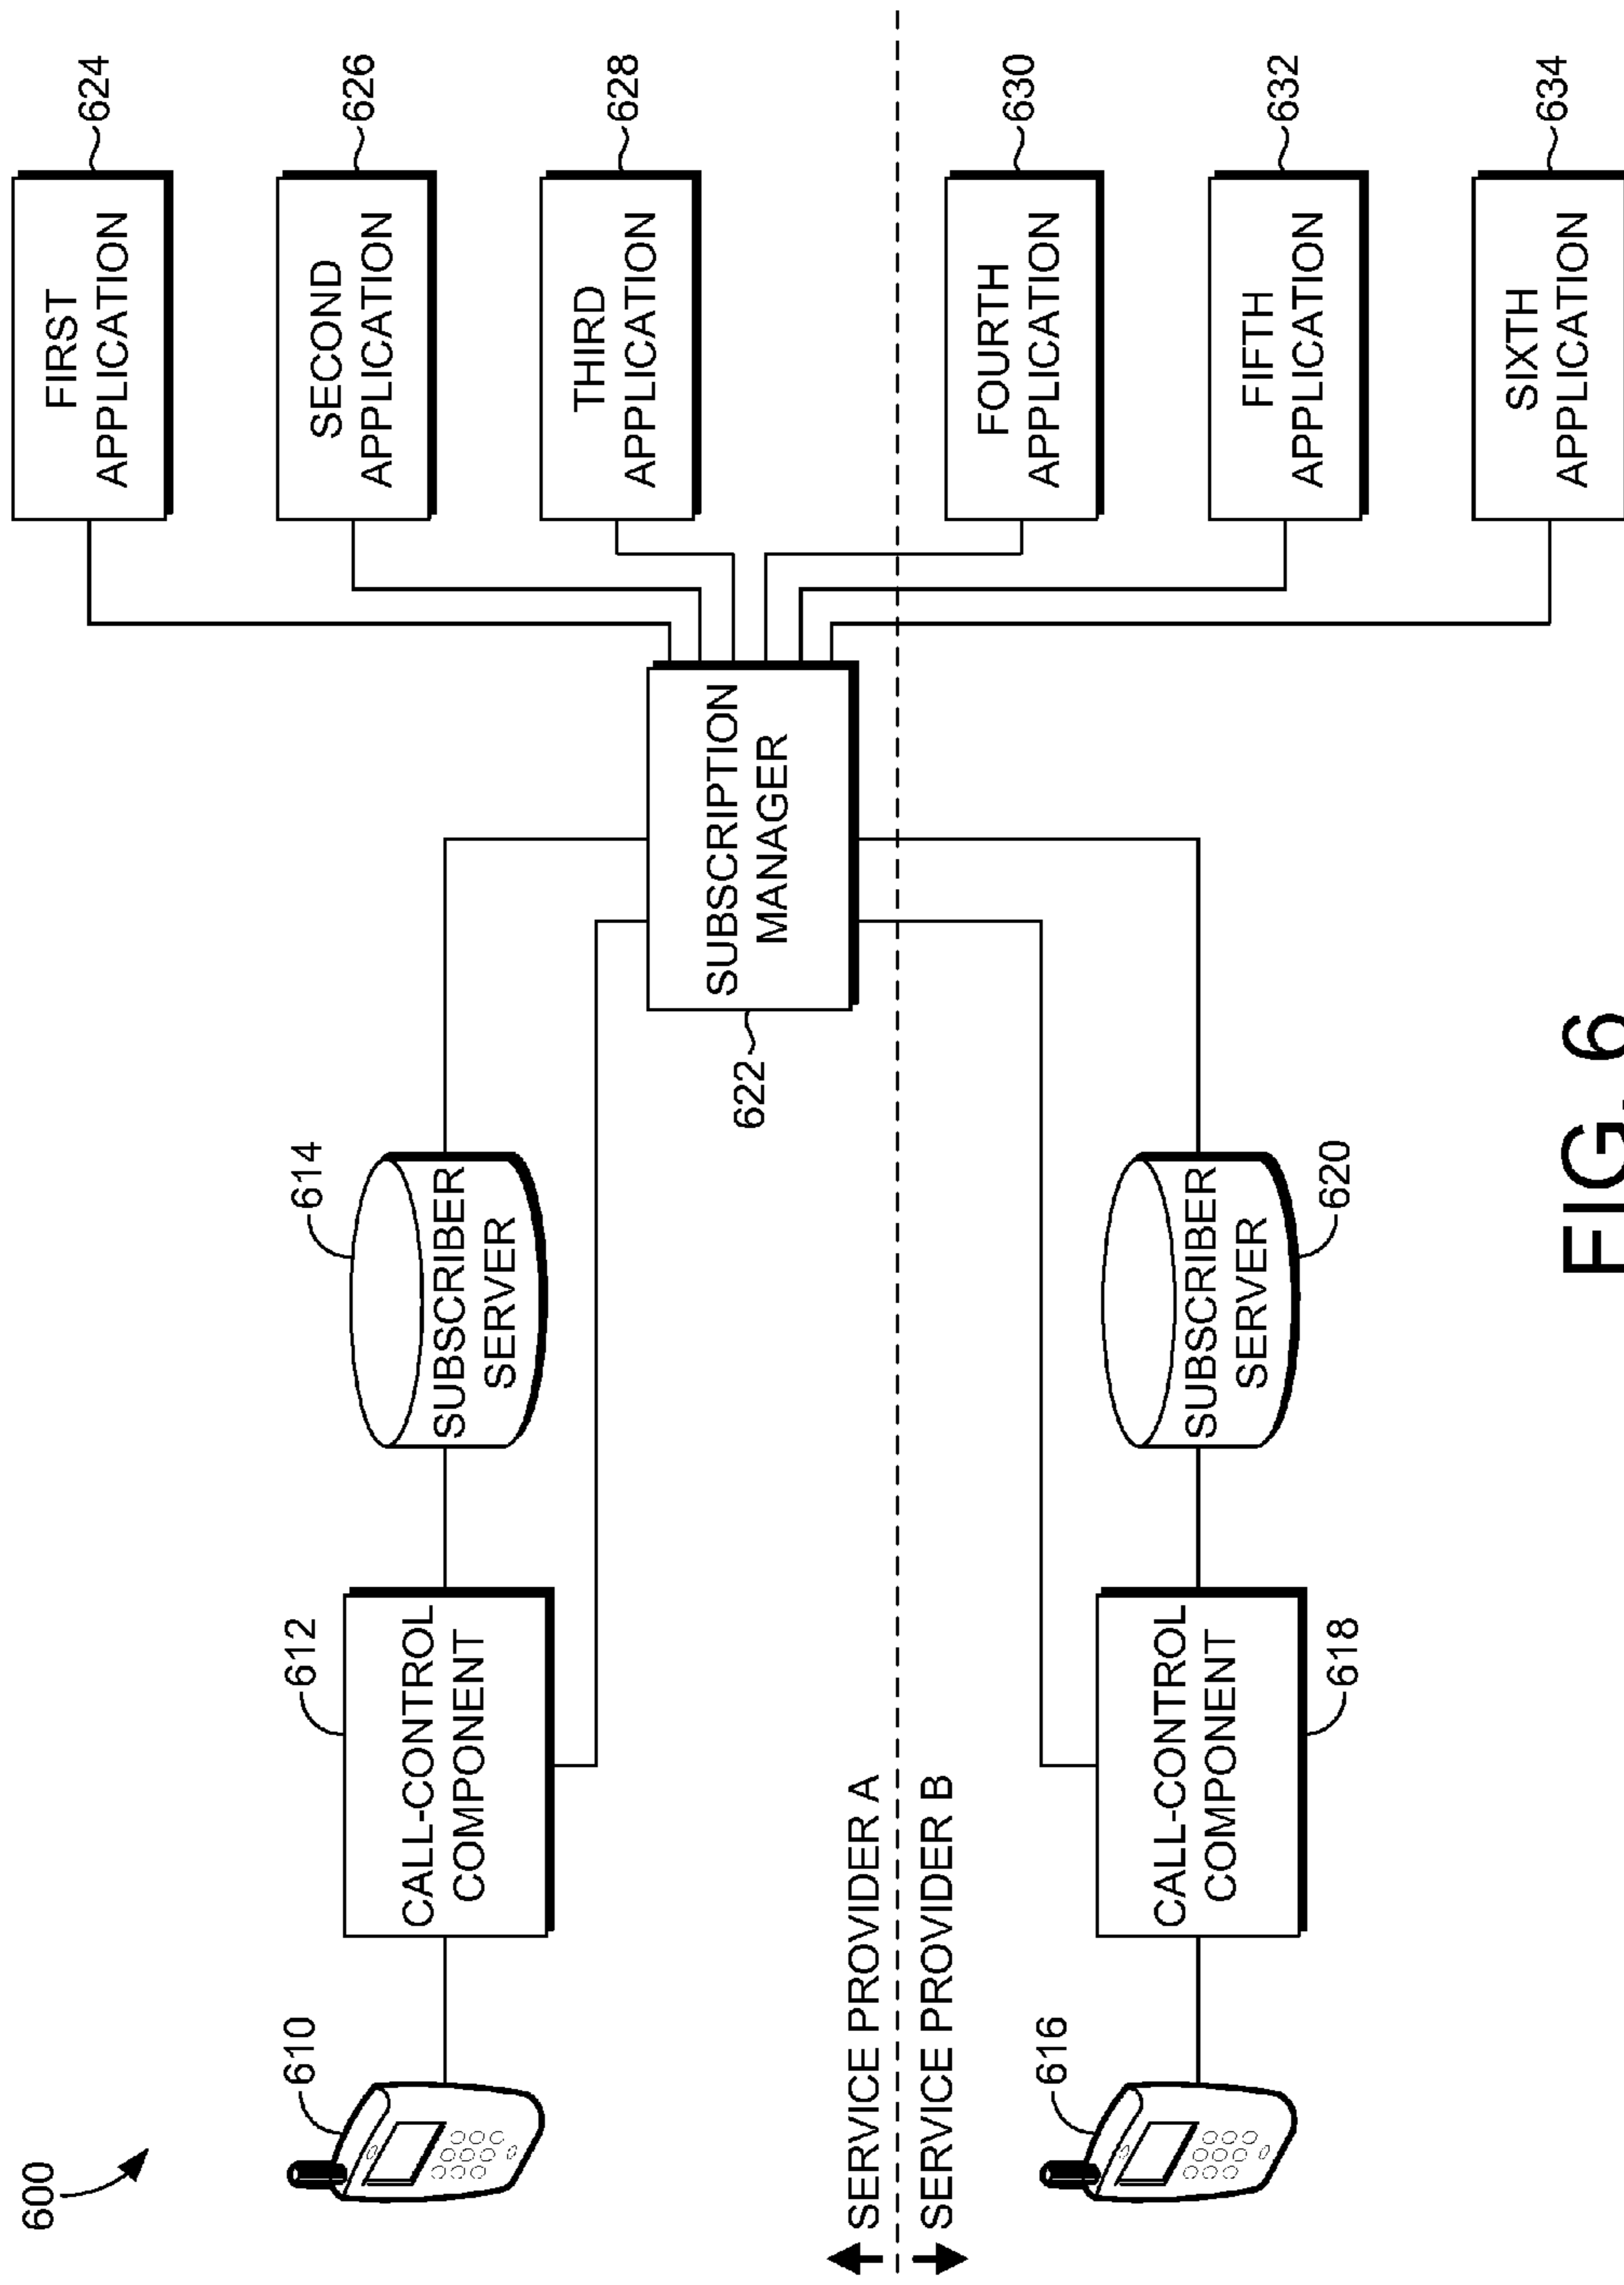 600
610
612
CALL-CONTROL
COMPONENT
614
SUBSCRIBER
SERVER
622
SUBSCRIPTION
MANAGER
FIRST
APPLICATION
624
SECOND
APPLICATION
626
THIRD
APPLICATION
628
SERVICE PROVIDER A
SERVICE PROVIDER B
616
CALL-CONTROL
COMPONENT
618
SUBSCRIBER
SERVER
620
FOURTH
APPLICATION
630
FIFTH
APPLICATION
632
SIXTH
APPLICATION
634
FIG. 6